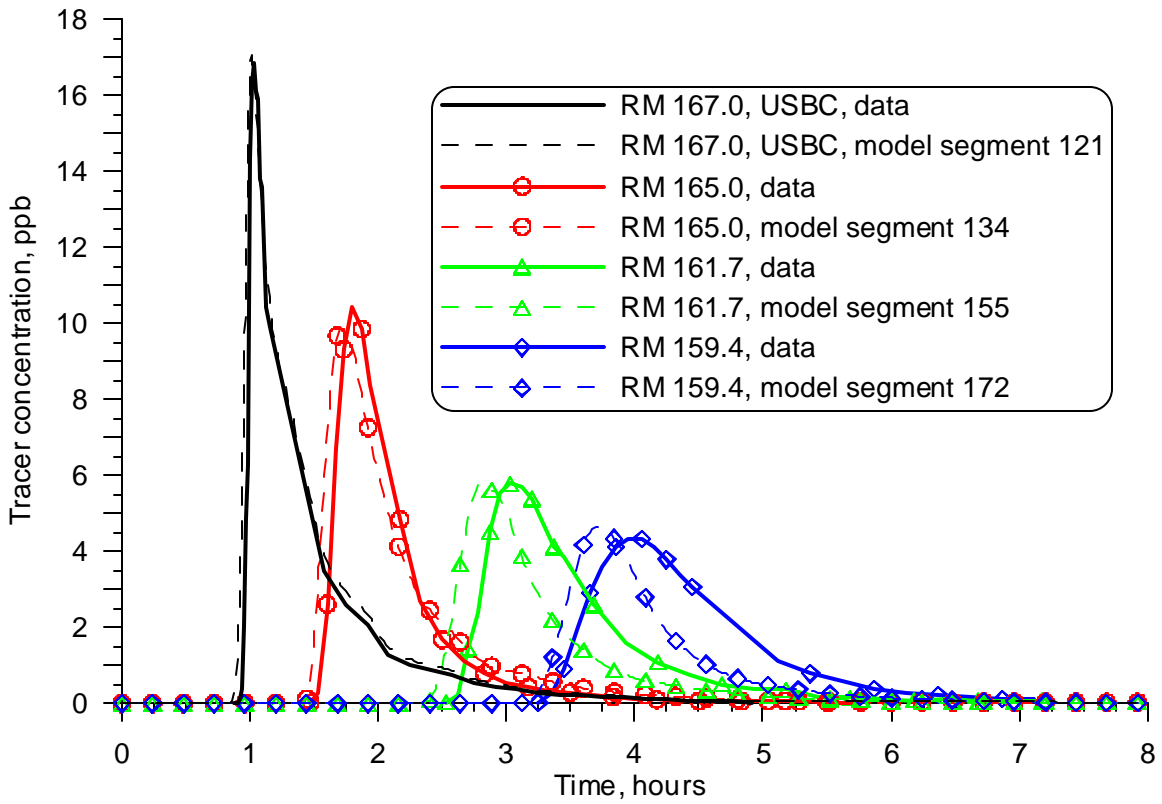 18
16
14
12
10
8
6
4
2
0
Tracer concentration, ppb
RM 167.0, USBC, data
RM 167.0, USBC, model segment 121
RM 165.0, data
RM 165.0, model segment 134
RM 161.7, data
RM 161.7, model segment 155
RM 159.4, data
RM 159.4, model segment 172
0 1 2 3 4 5 6 7 8
Time, hours